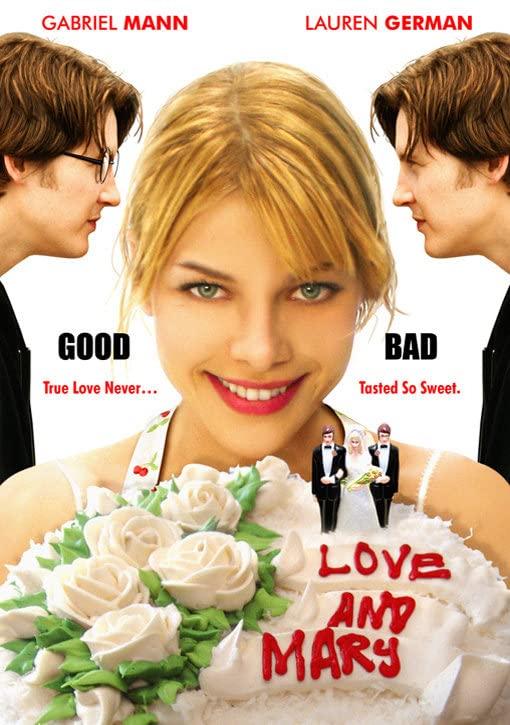 GABRIEL MANN
LAUREN GERMAN
GOOD
BAD
True Love Never...
Tasted So Sweet.
LOVE
AND
MARY